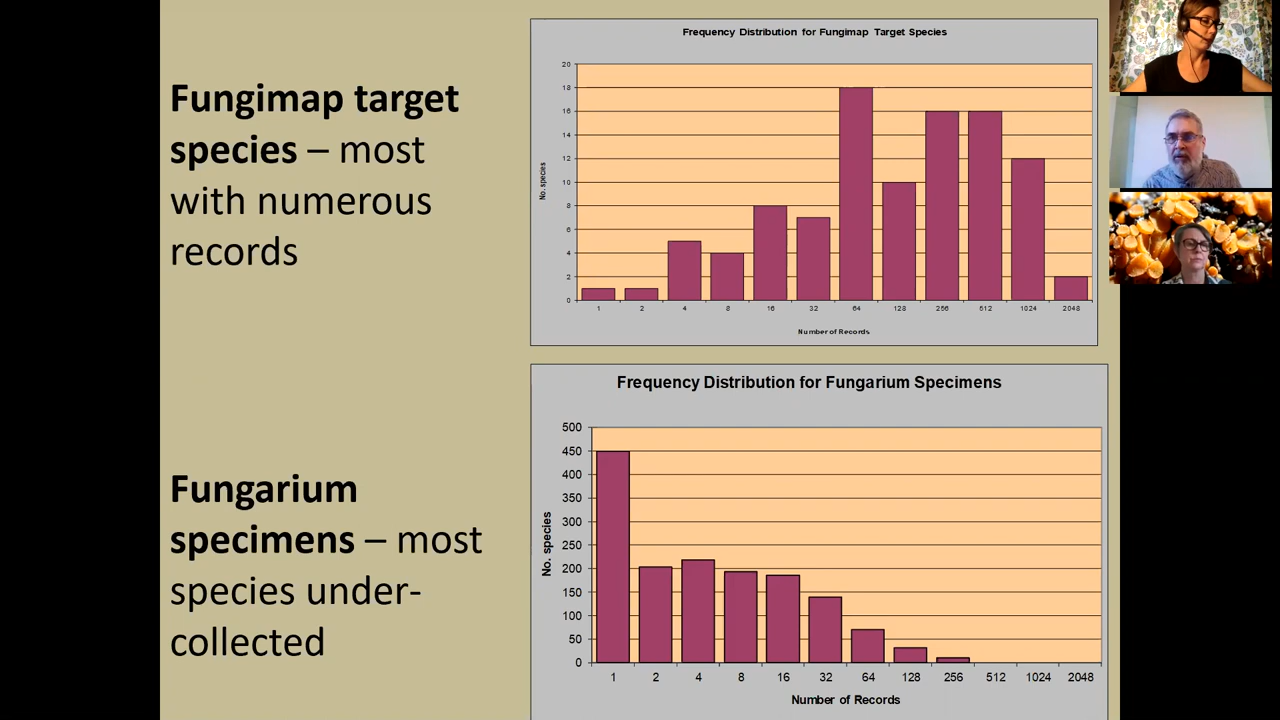 Fungimap target
species – most
with numerous
records
Frequency Distribution for Fungimap Target Species
No. species
20
18
16
14
12
10
8
6
4
2
0
1 2 4 8 16 32 64 128 256 512 1024 2048
Number of Records
Fungarium
specimens – most
species under-
collected
Frequency Distribution for Fungarium Specimens
No. species
500
450
400
350
300
250
200
150
100
50
0
1 2 4 8 16 32 64 128 256 512 1024 2048
Number of Records